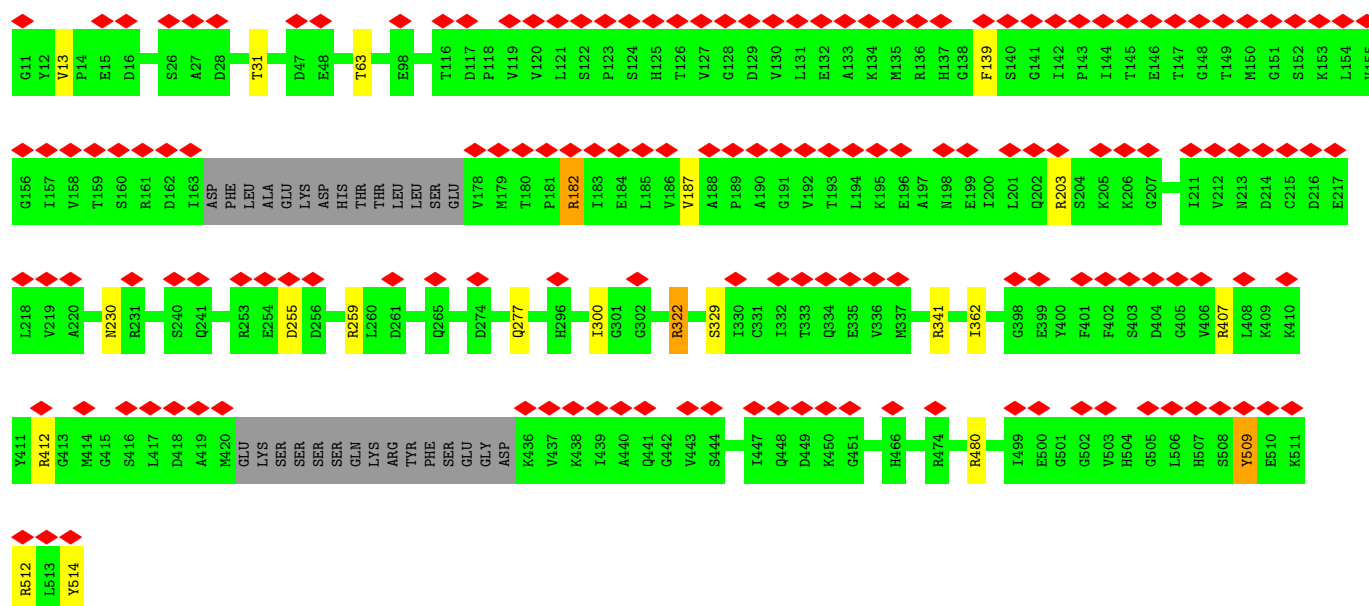 G11 Y12 V13 P14 E15 D16 S26 A27 D28 T31 D47 E48 T63 E98 T116 D117 P118 V119 V120 L121 S122 P123 S124 H125 T126 V127 G128 D129 V130 L131 E132 A133 K134 M135 R136 H137 G138 F139 S140 G141 I142 P143 I144 T145 E146 T147 G148 T149 M150 G151 S152 K153 L154
G156 I157 V158 T159 S160 R161 D162 I163 ASP PHE LEU ALA GLU LYS ASP HIS THR THR LEU LEU SER GLU V178 M179 T180 P181 R182 I183 E184 L185 V186 V187 A188 P189 A190 G191 V192 T193 L194 K195 E196 A197 N198 E199 I200 L201 Q202 R203 S204 K205 K206 G207 I211 V212 N213 D214 C215 D216 E217
L218 V219 A220 N230 R231 S240 Q241 R253 E254 D255 D256 R259 L260 D261 Q265 D274 Q277 H296 I300 G301 G302 R322 S329 I330 C331 I332 T333 Q334 E335 V336 M337 R341 I362 G398 E399 Y400 F401 F402 S403 D404 G405 V406 R407 L408 K409 K410
Y411 R412 G413 M414 G415 S416 L417 D418 A419 M420 GLU LYS SER SER SER SER GLN LYS ARG TYR PHE SER GLU GLY ASP K436 V437 K438 I439 A440 Q441 G442 V443 S444 I447 Q448 D449 K450 G451 H466 R474 R480 I499 E500 G501 G502 V503 H504 G505 L506 H507 S508 Y509 E510 K511
R512 L513 Y514